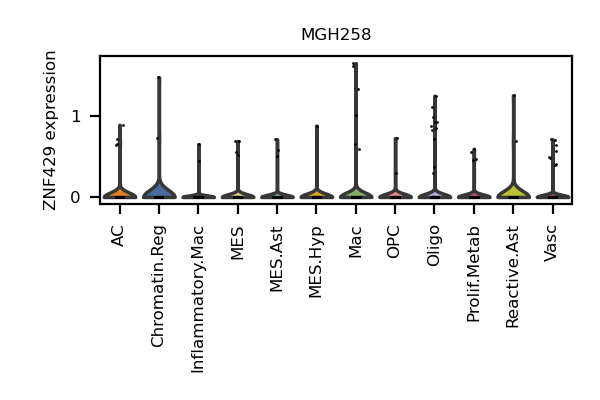 MGH258
ZNF429 expression
1
0
AC
Chromatin.Reg
Inflammatory.Mac
MES
MES.Ast
MES.Hyp
Mac
OPC
Oligo
Prolif.Metab
Reactive.Ast
Vasc